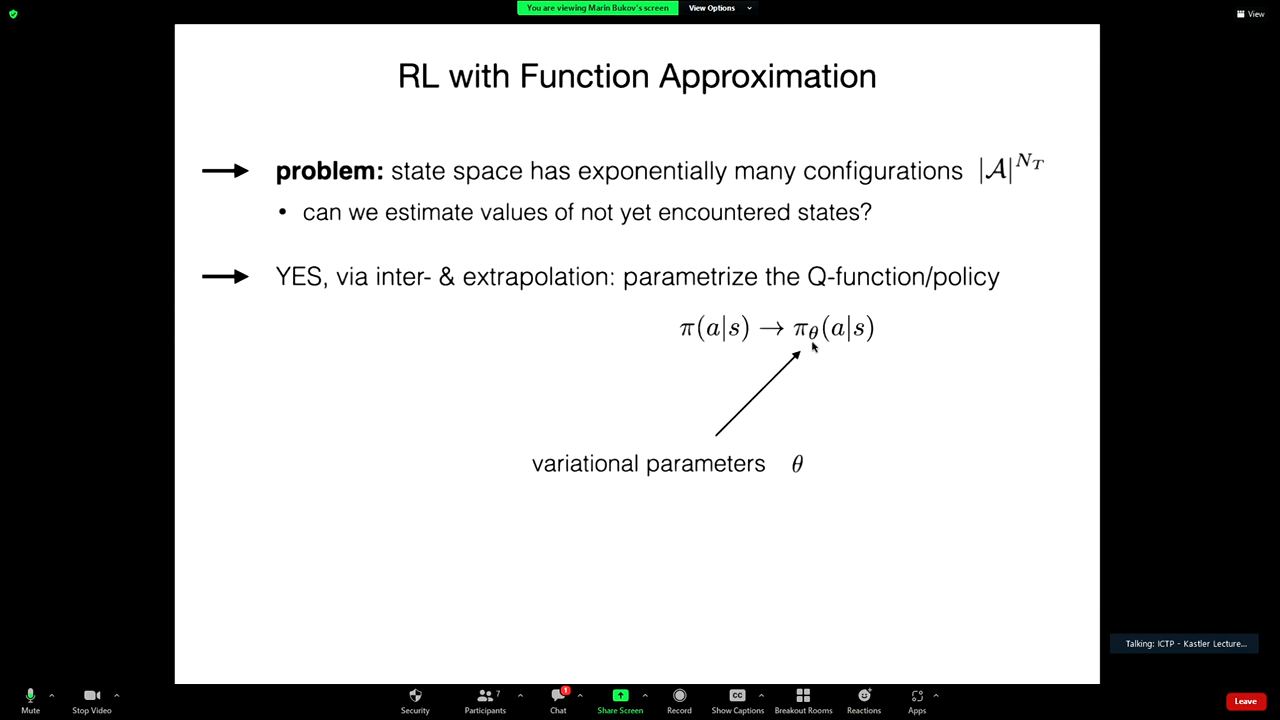 You are viewing Marin Bukov's screen
View Options
View
RL with Function Approximation
problem: state space has exponentially many configurations |𝒜|^{N_T}
• can we estimate values of not yet encountered states?
YES, via inter- & extrapolation: parametrize the Q-function/policy
π(a|s) → π_θ(a|s)
variational parameters θ
Talking: ICTP - Kastler Lecture...
Mute
Stop Video
Security
Participants
7
Chat
1
Share Screen
Record
CC
Show Captions
Breakout Rooms
Reactions
Apps
Leave